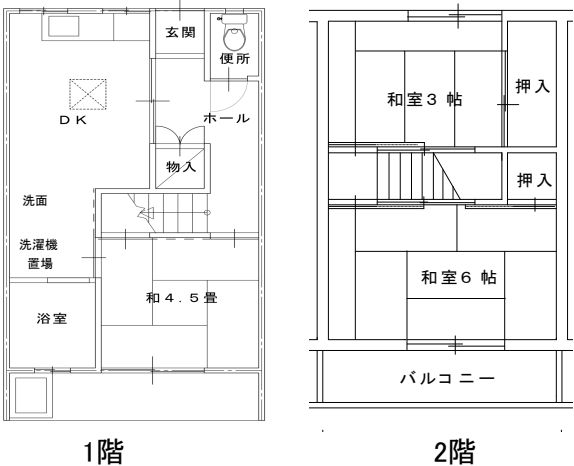 玄関
便所
DK
ホール
物入
洗面
洗濯機
置場
和4.5畳
浴室
1階
和室3 帖
押入
押入
和室6 帖
バルコニー
2階